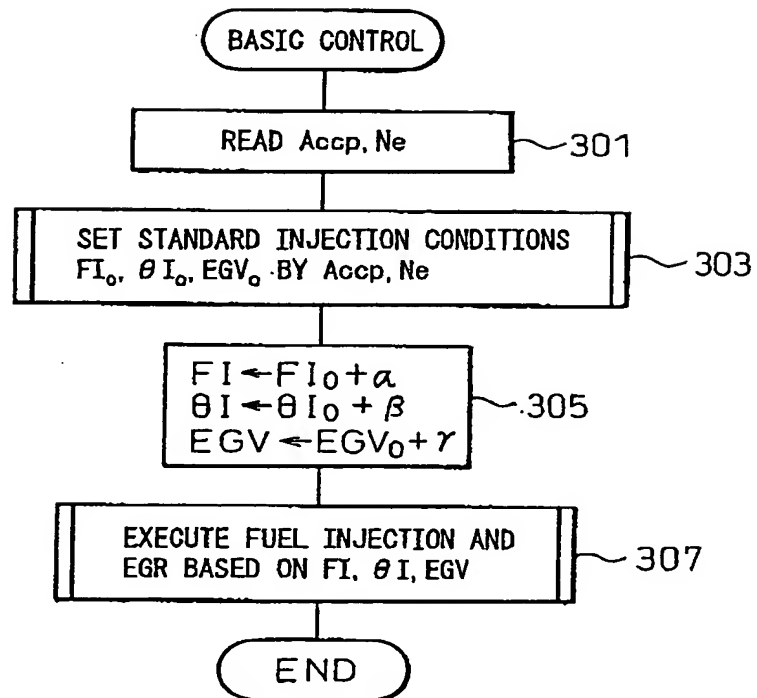 BASIC CONTROL
READ Accp, Ne
301
SET STANDARD INJECTION CONDITIONS
FI₀, θI₀, EGV₀ BY Accp, Ne
303
FI←FI₀+α
θI←θI₀+β
EGV←EGV₀+γ
305
EXECUTE FUEL INJECTION AND
EGR BASED ON FI, θI, EGV
307
END